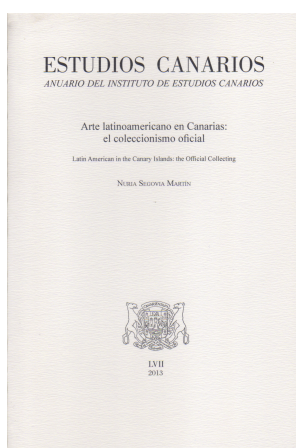 ESTUDIOS CANARIOS
ANUARIO DEL INSTITUTO DE ESTUDIOS CANARIOS
Arte latinoamericano en Canarias:
el coleccionismo oficial
Latin American in the Canary Islands: the Official Collecting
NURIA SEGOVIA MARTÍN
LVII
2013